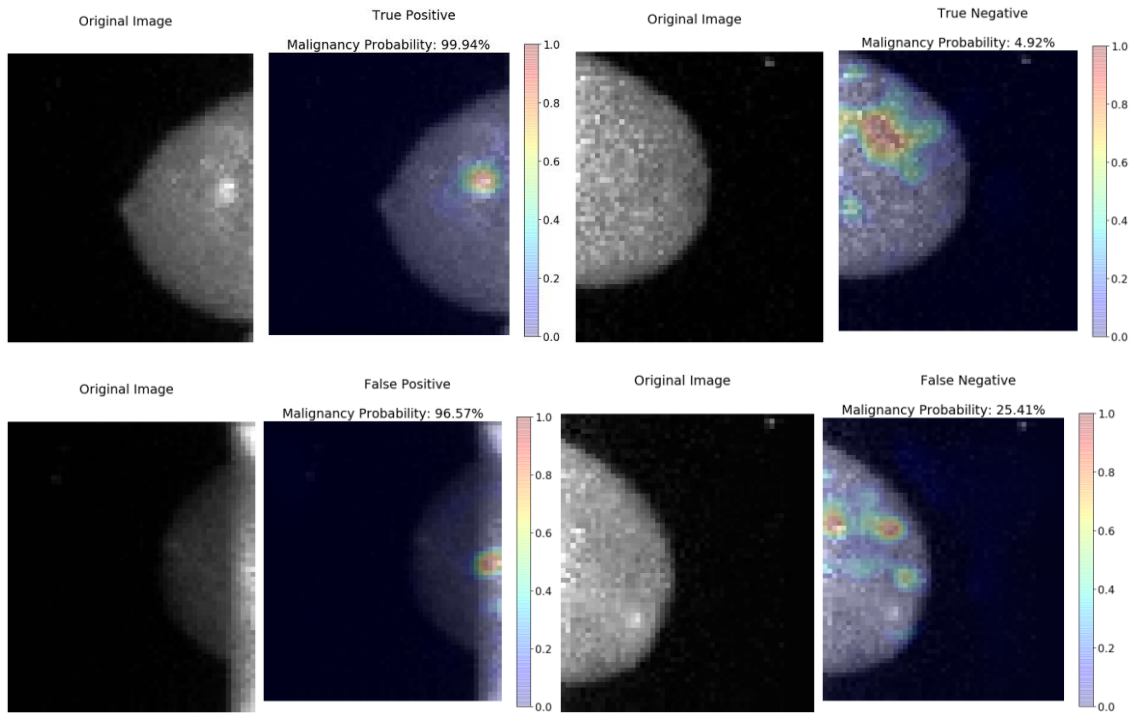 Original Image
True Positive
Malignancy Probability: 99.94%
1.0
0.8
0.6
0.4
0.2
0.0
Original Image
True Negative
Malignancy Probability: 4.92%
1.0
0.8
0.6
0.4
0.2
0.0
Original Image
False Positive
Malignancy Probability: 96.57%
1.0
0.8
0.6
0.4
0.2
0.0
Original Image
False Negative
Malignancy Probability: 25.41%
1.0
0.8
0.6
0.4
0.2
0.0